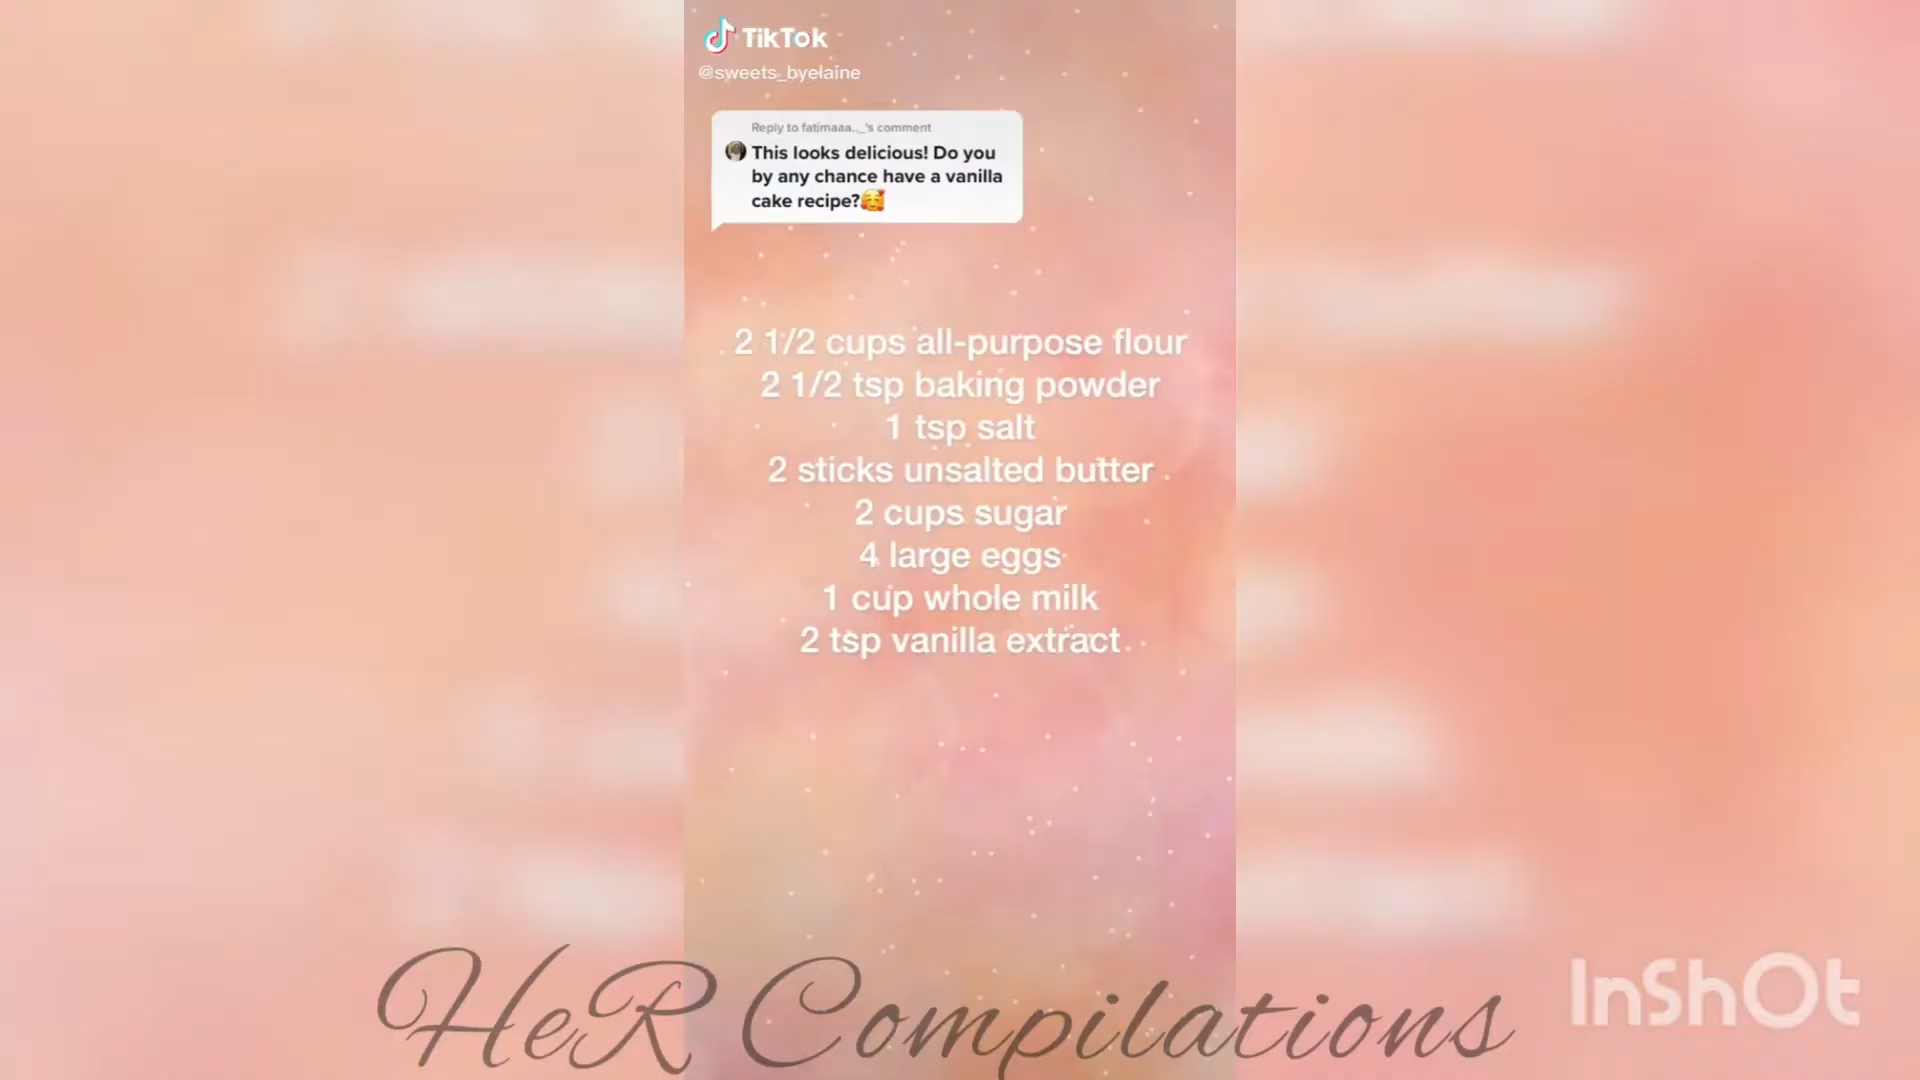 TikTok
@sweets_byelaine
Reply to fatimaaa._'s comment
This looks delicious! Do you
by any chance have a vanilla
cake recipe?🥰
2 1/2 cups all-purpose flour
2 1/2 tsp baking powder
1 tsp salt
2 sticks unsalted butter
2 cups sugar
4 large eggs
1 cup whole milk
2 tsp vanilla extract
HeR Compilations
InShOt